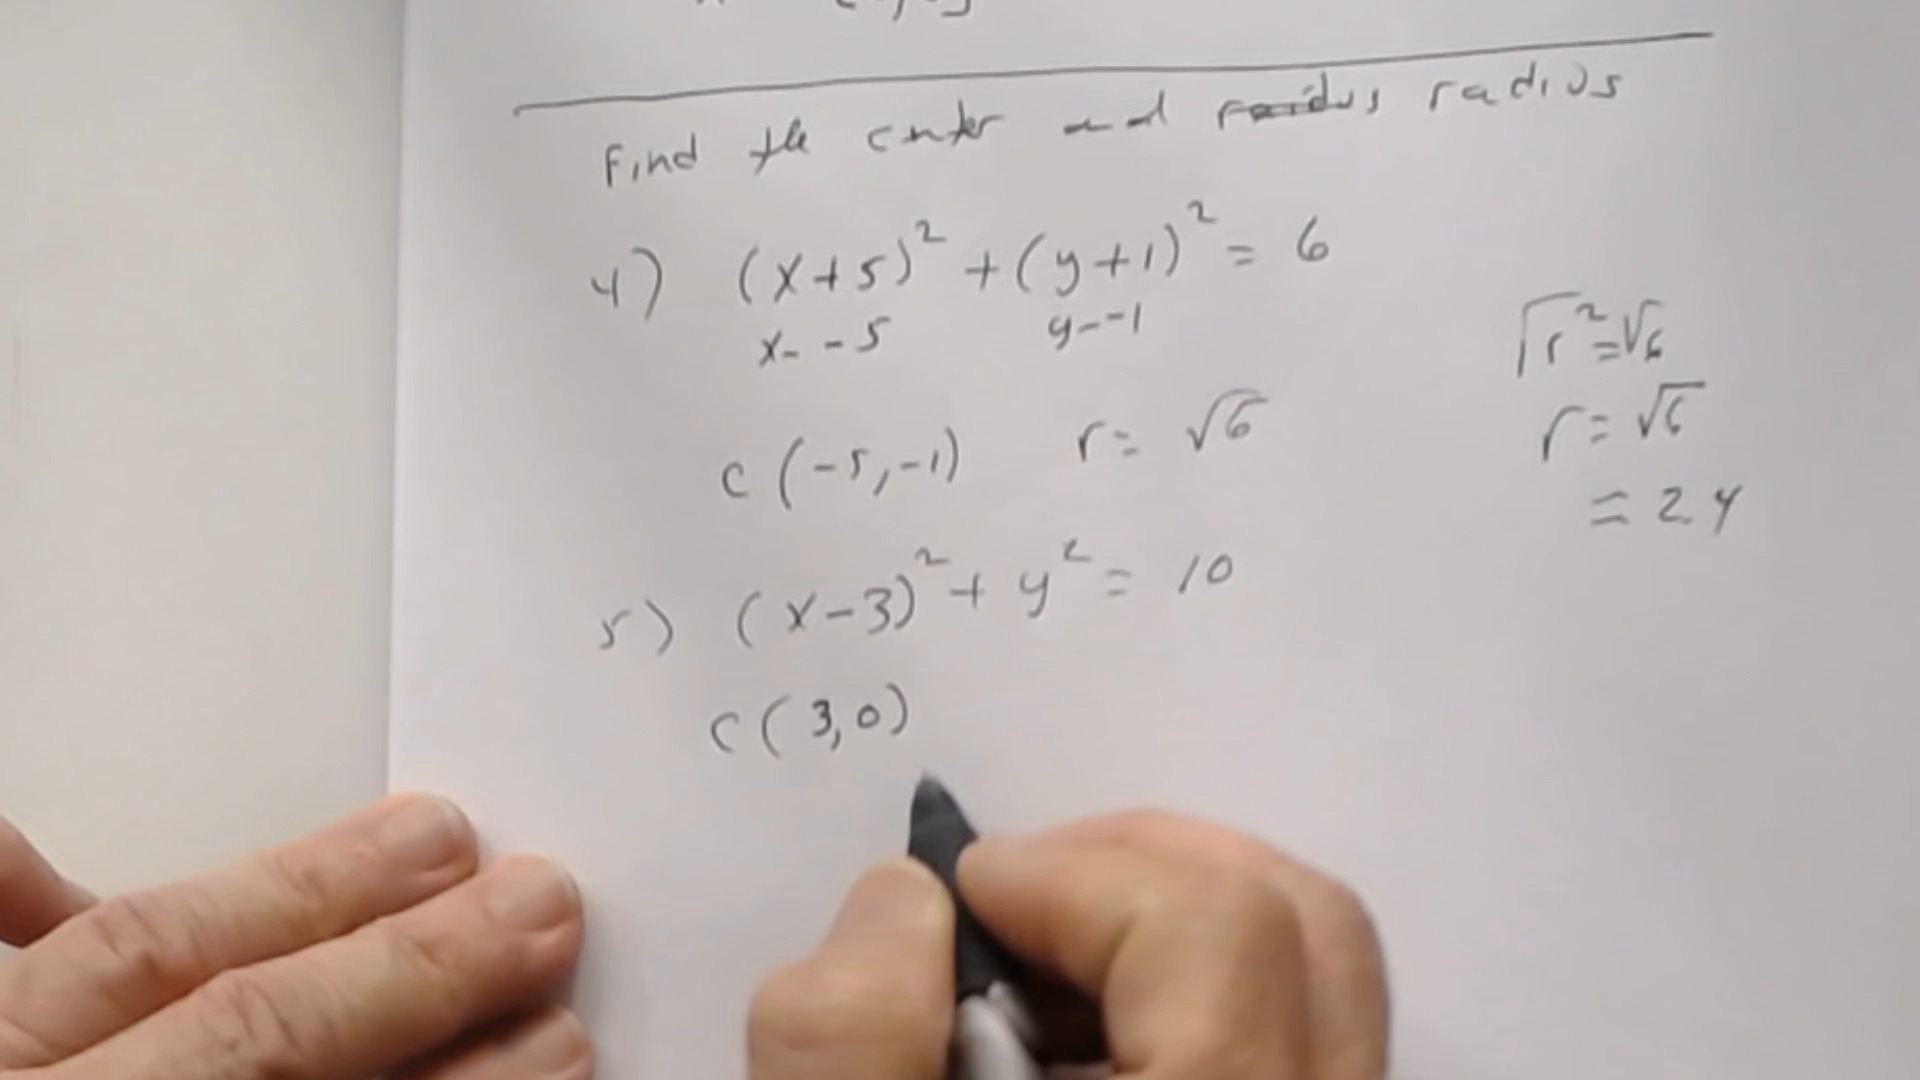 Find the center and raidus radius
4) (x+5)² + (y+1)² = 6
x--5 y--1
√r² = √6
c (-5,-1) r = √6
r = √6
= 2.4
5) (x-3)² + y² = 10
c (3,0)